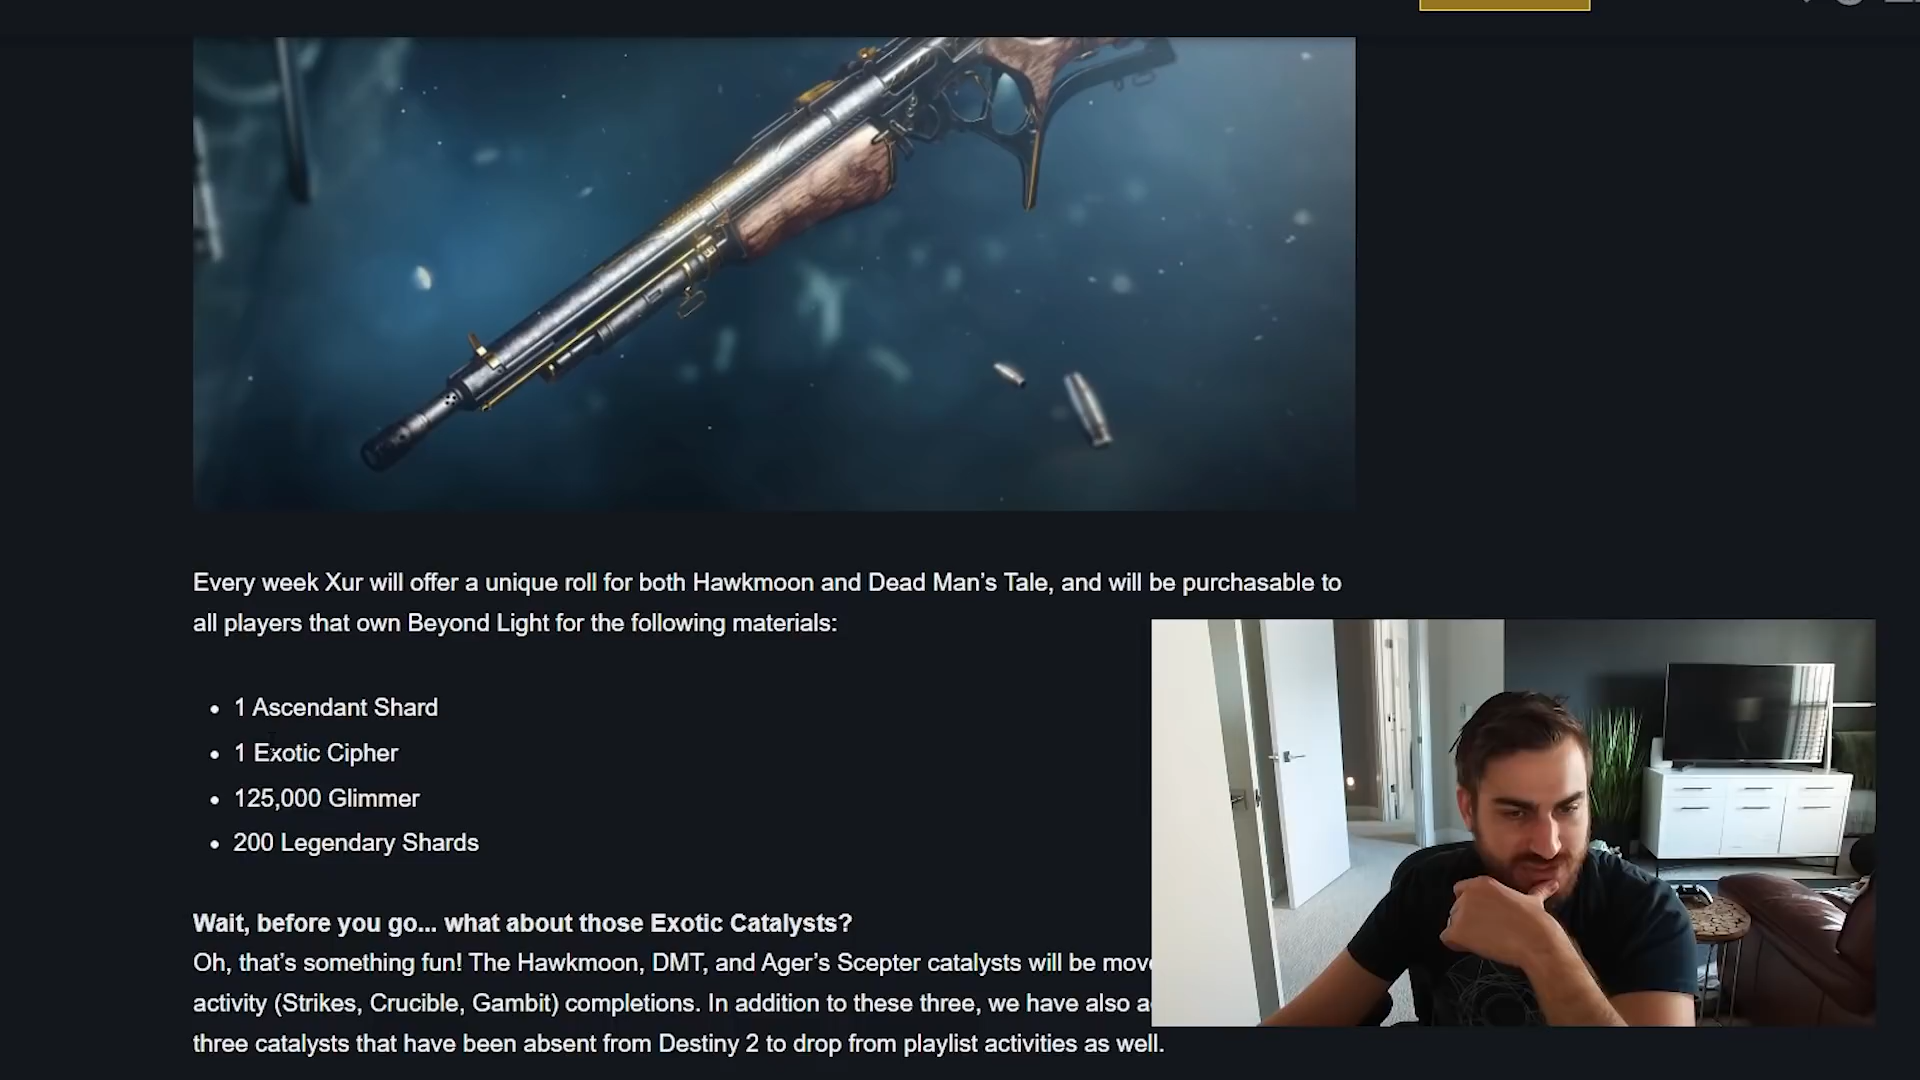 Every week Xur will offer a unique roll for both Hawkmoon and Dead Man’s Tale, and will be purchasable to
all players that own Beyond Light for the following materials:
• 1 Ascendant Shard
• 1 Exotic Cipher
• 125,000 Glimmer
• 200 Legendary Shards
Wait, before you go... what about those Exotic Catalysts?
Oh, that’s something fun! The Hawkmoon, DMT, and Ager’s Scepter catalysts will be
activity (Strikes, Crucible, Gambit) completions. In addition to these three, we have also
three catalysts that have been absent from Destiny 2 to drop from playlist activities as well.